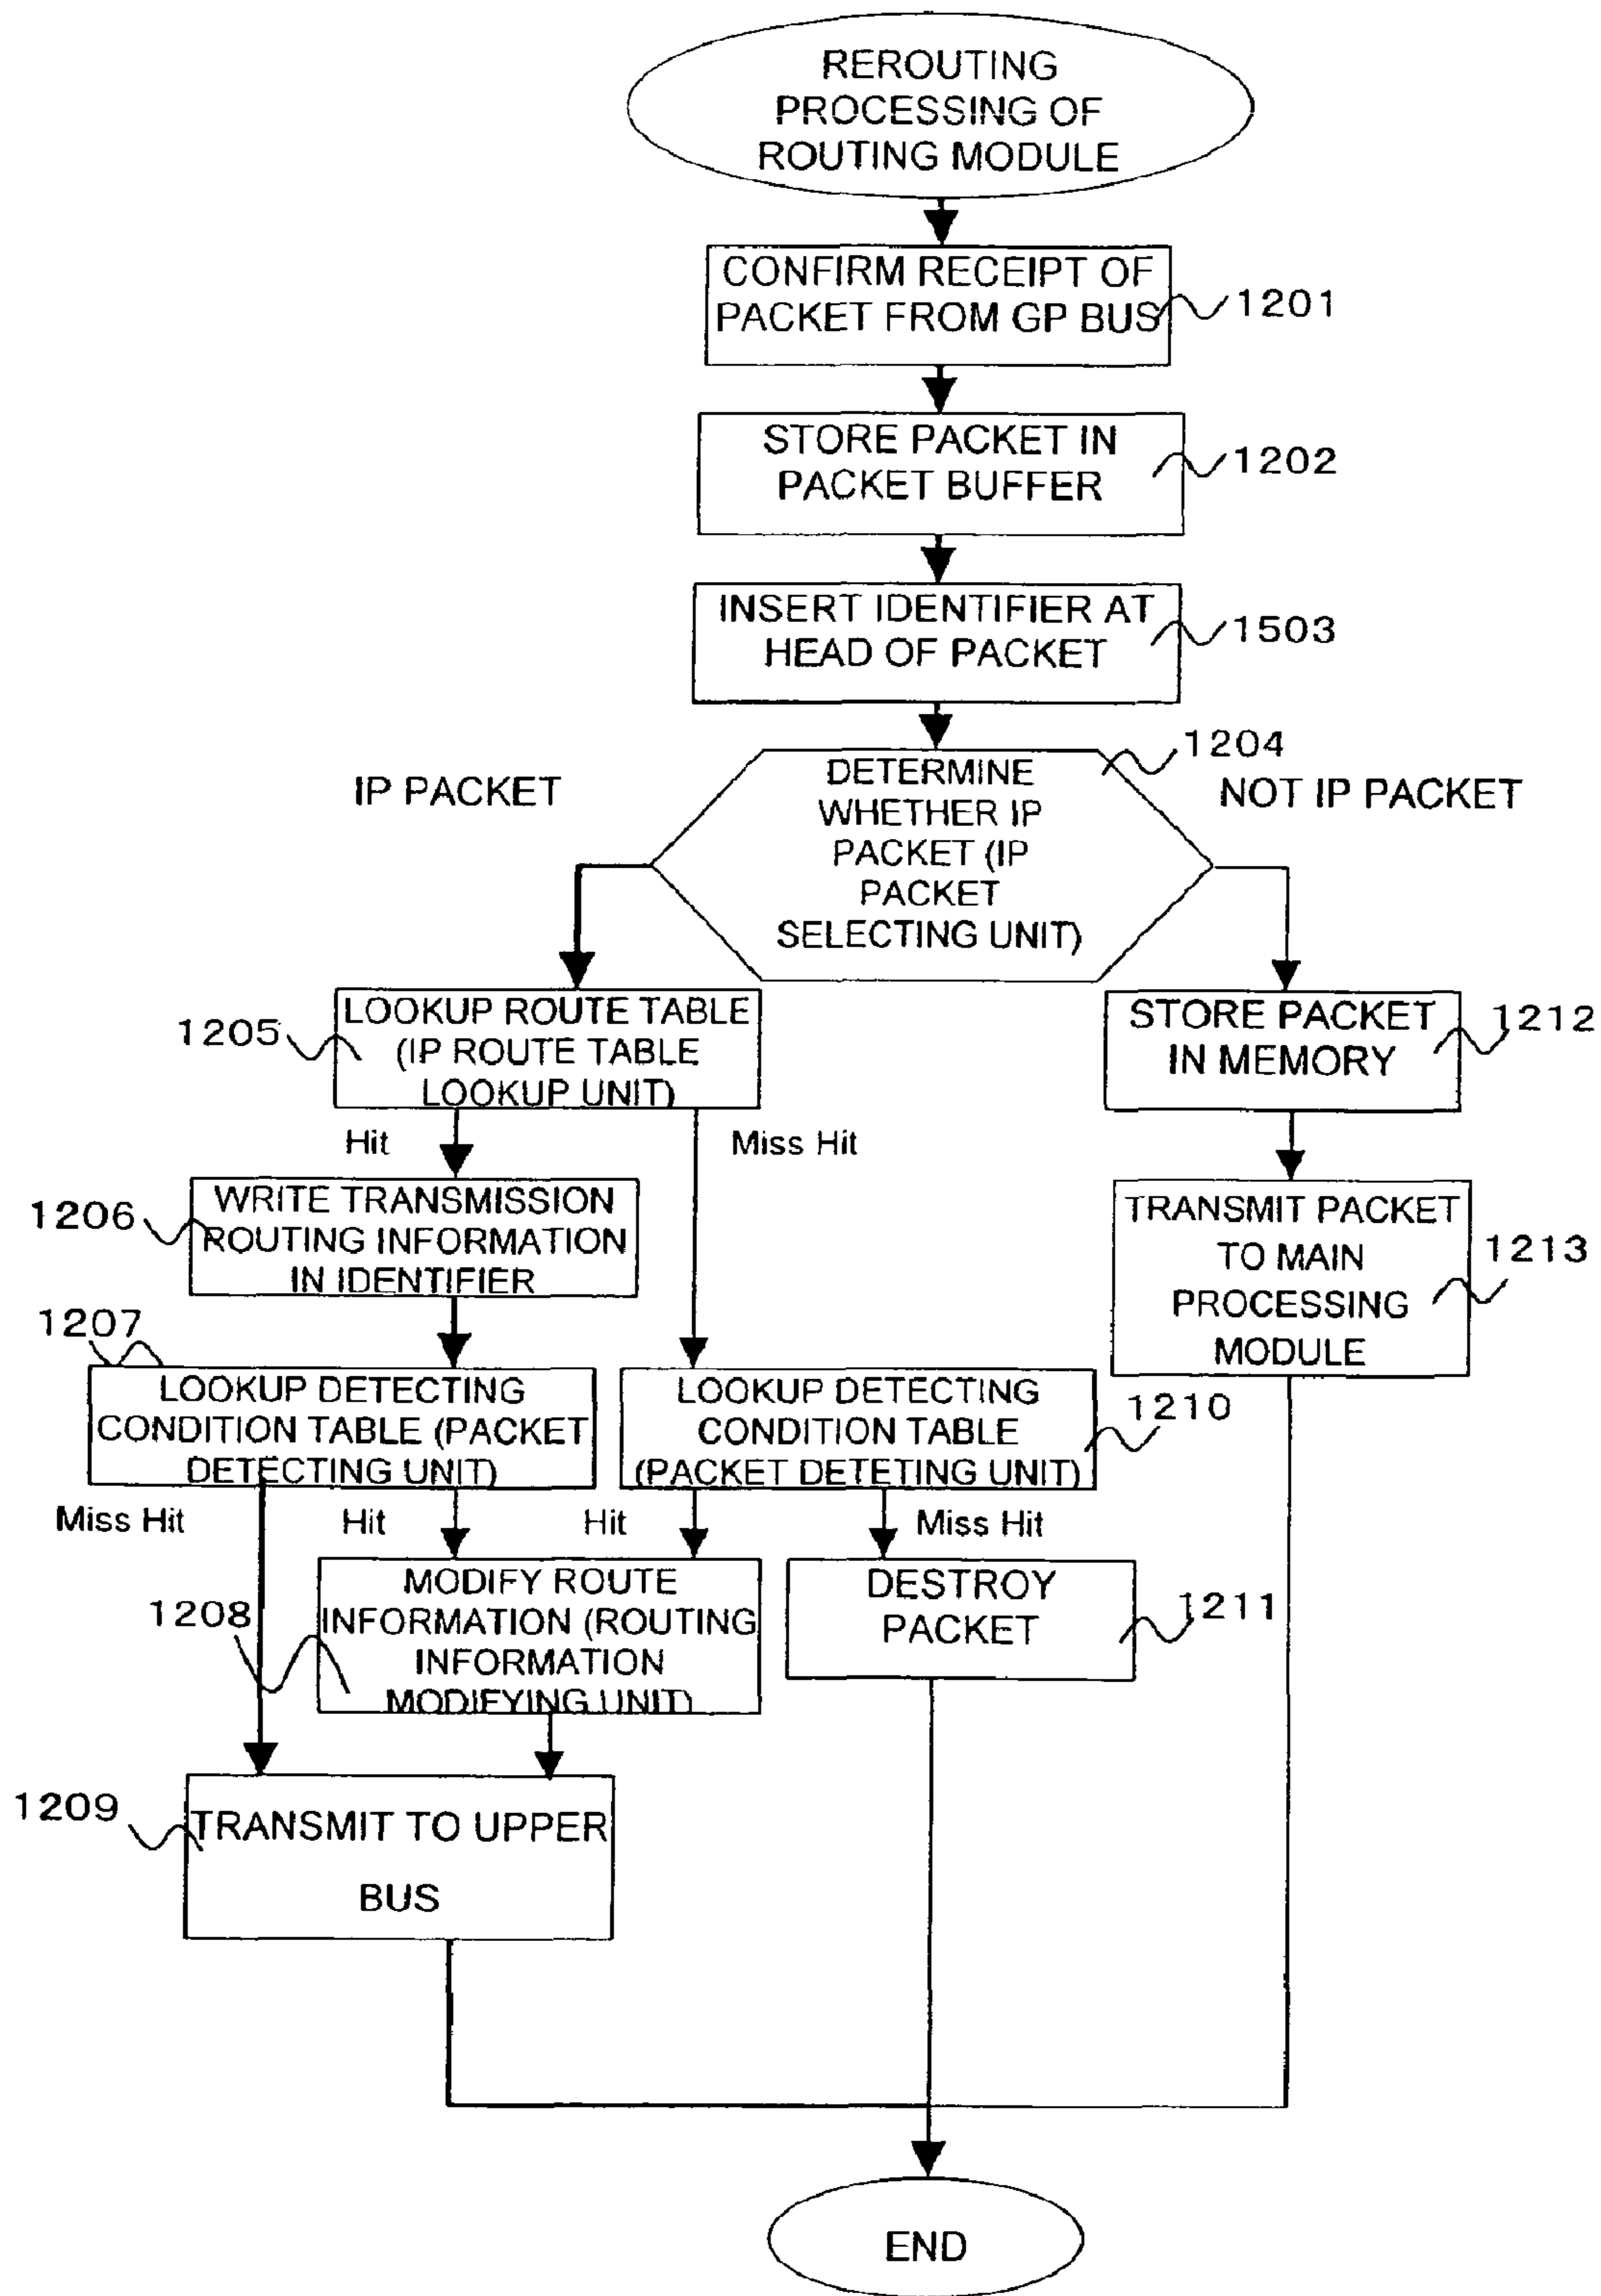 REROUTING
PROCESSING OF
ROUTING MODULE
CONFIRM RECEIPT OF
PACKET FROM GP BUS
1201
STORE PACKET IN
PACKET BUFFER
1202
INSERT IDENTIFIER AT
HEAD OF PACKET
1503
1204
DETERMINE
WHETHER IP
PACKET (IP
PACKET
SELECTING UNIT)
IP PACKET
NOT IP PACKET
1205
LOOKUP ROUTE TABLE
(IP ROUTE TABLE
LOOKUP UNIT)
STORE PACKET
IN MEMORY
1212
Hit
Miss Hit
1206
WRITE TRANSMISSION
ROUTING INFORMATION
IN IDENTIFIER
TRANSMIT PACKET
TO MAIN
PROCESSING
MODULE
1213
1207
LOOKUP DETECTING
CONDITION TABLE (PACKET
DETECTING UNIT)
LOOKUP DETECTING
CONDITION TABLE
(PACKET DETETING UNIT)
1210
Miss Hit
Hit
Hit
Miss Hit
1208
MODIFY ROUTE
INFORMATION (ROUTING
INFORMATION
MODIFYING UNIT)
DESTROY
PACKET
1211
1209
TRANSMIT TO UPPER
BUS
END